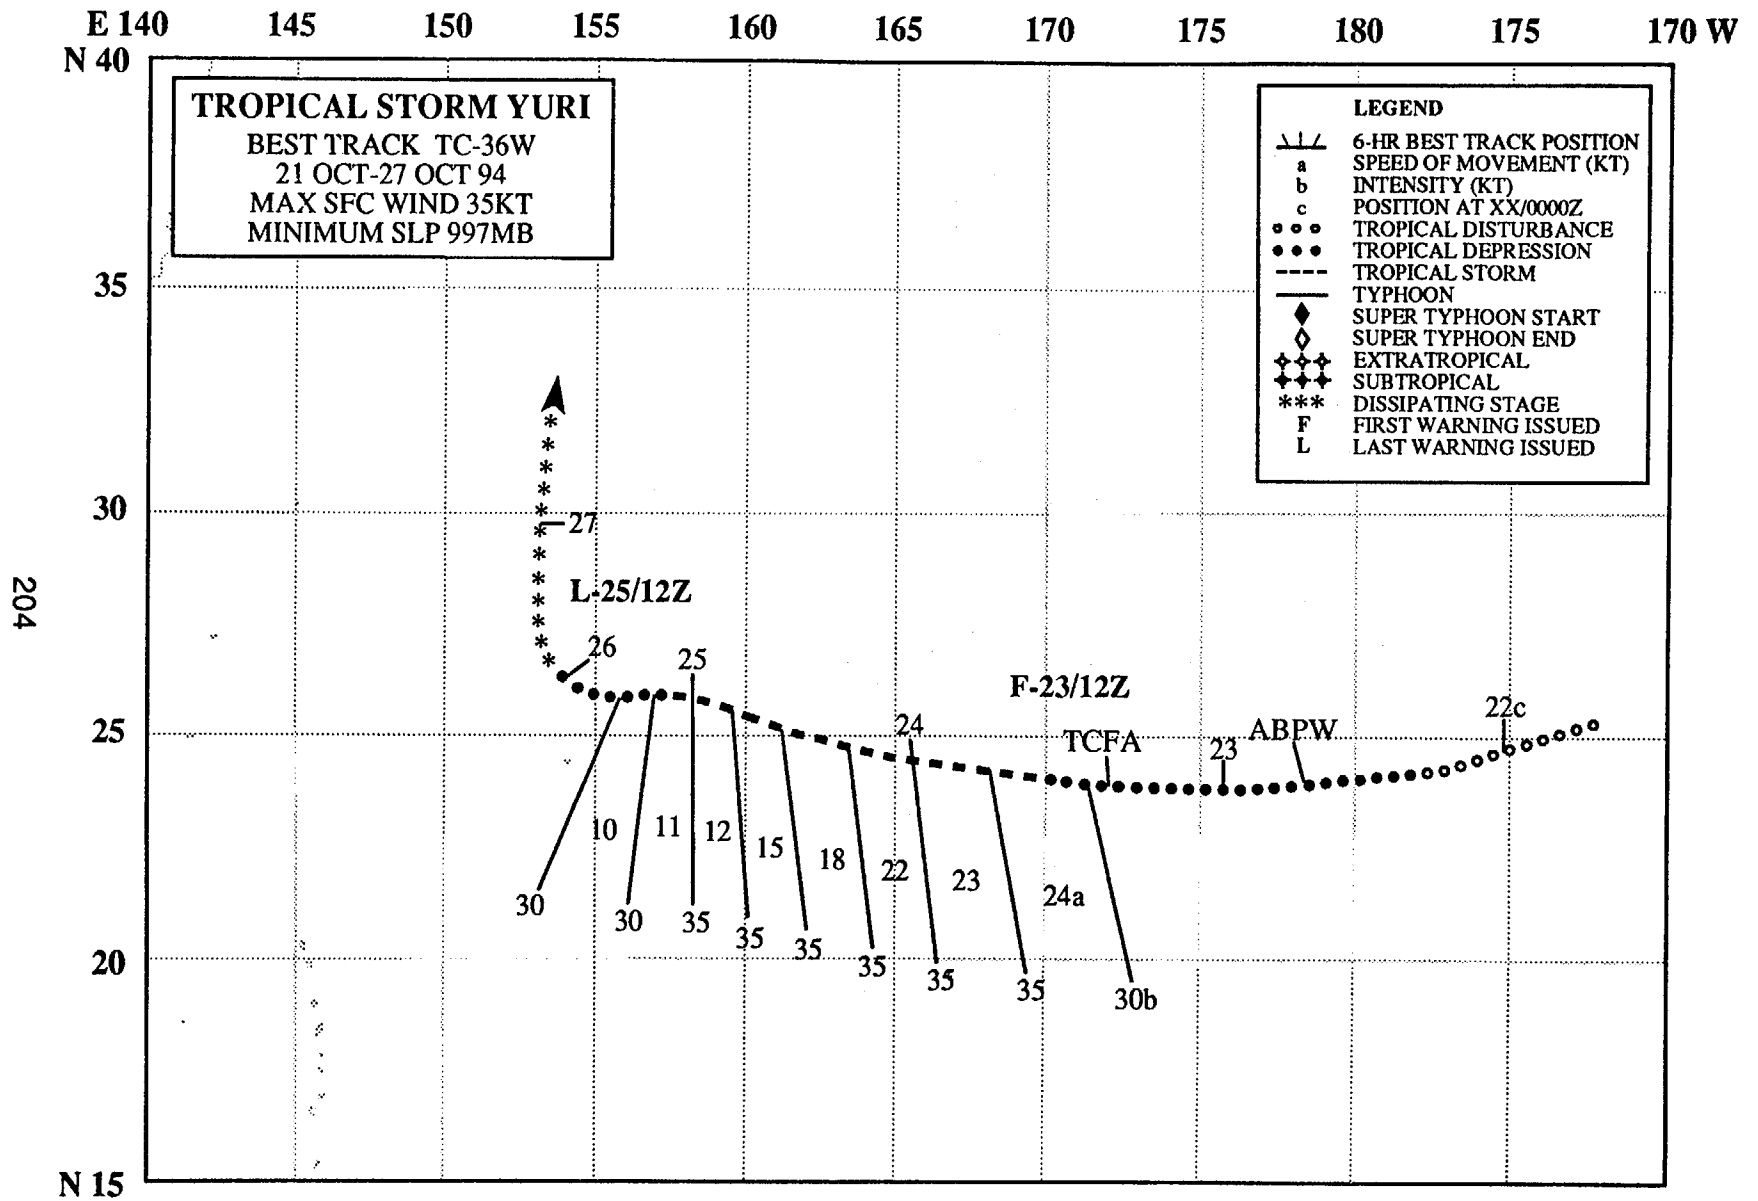 E 140 145 150 155 160 165 170 175 180 175 170 W
N 40
TROPICAL STORM YURI
BEST TRACK TC-36W
21 OCT-27 OCT 94
MAX SFC WIND 35KT
MINIMUM SLP 997MB
LEGEND
6-HR BEST TRACK POSITION
a SPEED OF MOVEMENT (KT)
b INTENSITY (KT)
c POSITION AT XX/0000Z
TROPICAL DISTURBANCE
TROPICAL DEPRESSION
TROPICAL STORM
TYPHOON
SUPER TYPHOON START
SUPER TYPHOON END
EXTRATROPICAL
SUBTROPICAL
*** DISSIPATING STAGE
F FIRST WARNING ISSUED
L LAST WARNING ISSUED
35
30
27
L-25/12Z
204
26
25
F-23/12Z
22c
25
24
TCFA
23
ABPW
10 11 12 15 18 22 23 24a
30 30 35 35 35 35 35 35 30b
20
N 15